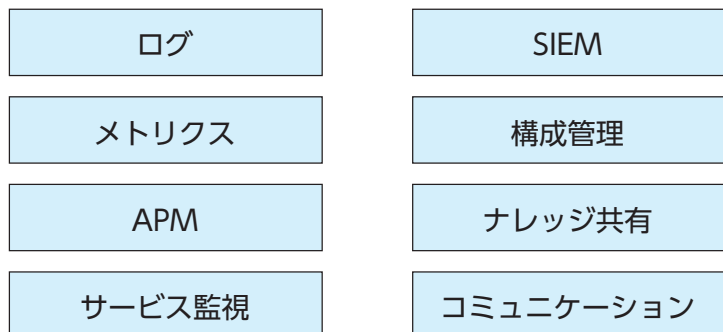 ログ
メトリクス
APM
サービス監視
SIEM
構成管理
ナレッジ共有
コミュニケーション